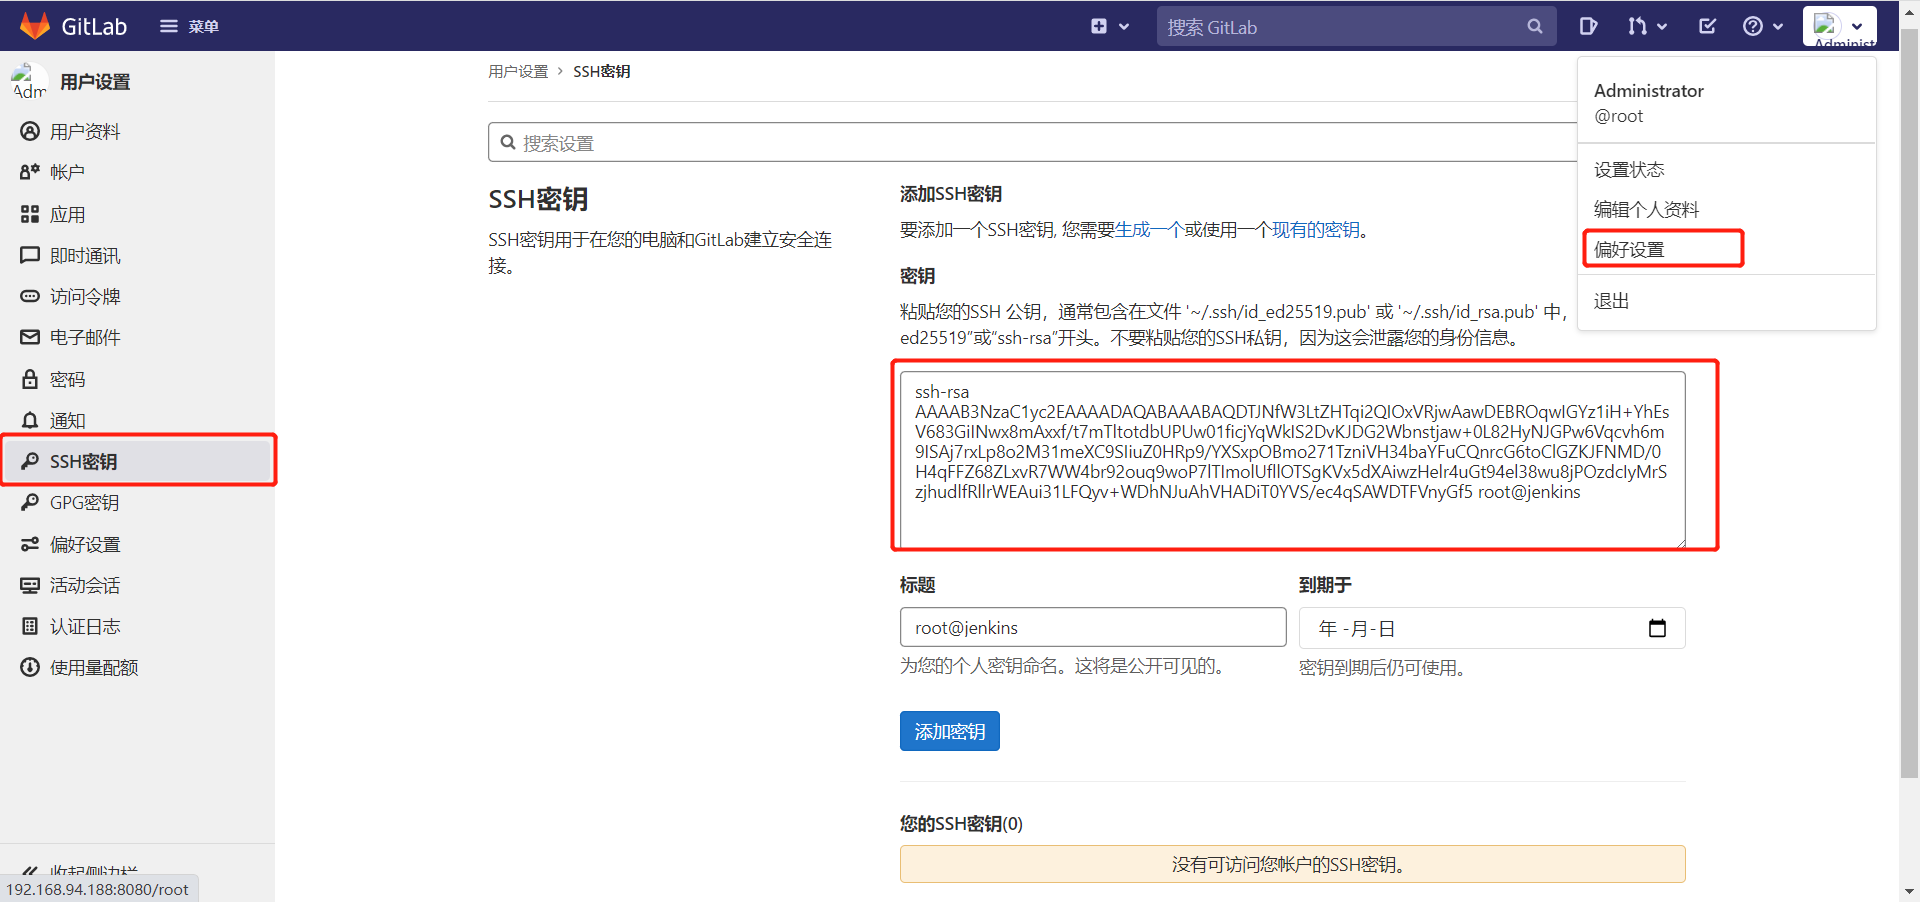 GitLab
菜单
搜索 GitLab
Administ
Adm
用户设置
用户资料
帐户
应用
即时通讯
访问令牌
电子邮件
密码
通知
SSH密钥
GPG密钥
偏好设置
活动会话
认证日志
使用量配额
收起侧边栏
192.168.94.188:8080/root
用户设置 › SSH密钥
搜索设置
SSH密钥
SSH密钥用于在您的电脑和GitLab建立安全连
接。
添加SSH密钥
要添加一个SSH密钥, 您需要生成一个或使用一个现有的密钥。
密钥
粘贴您的SSH 公钥，通常包含在文件 '~/.ssh/id_ed25519.pub' 或 '~/.ssh/id_rsa.pub' 中，
ed25519”或“ssh-rsa”开头。不要粘贴您的SSH私钥，因为这会泄露您的身份信息。
ssh-rsa
AAAAB3NzaC1yc2EAAAADAQABAAABAQDTJNfW3LtZHTqi2QIOxVRjwAawDEBROqwIGYz1iH+YhEs
V683GiINwx8mAxxf/t7mTltotdbUPUw01ficjYqWklS2DvKJDG2Wbnstjaw+0L82HyNJGPw6Vqcvh6m
9ISAj7rxLp8o2M31meXC9SIiuZ0HRp9/YXSxpOBmo271TzniVH34baYFuCQnrcG6toClGZKJFNMD/0
H4qFFZ68ZLxvR7WW4br92ouq9woP7lTImolUfllOTSgKVx5dXAiwzHelr4uGt94el38wu8jPOzdcIyMrS
zjhudlfRllrWEAui31LFQyv+WDhNJuAhVHADiT0YVS/ec4qSAWDTFVnyGf5 root@jenkins
标题
到期于
root@jenkins
年 -月-日
为您的个人密钥命名。这将是公开可见的。
密钥到期后仍可使用。
添加密钥
您的SSH密钥(0)
没有可访问您帐户的SSH密钥。
Administrator
@root
设置状态
编辑个人资料
偏好设置
退出